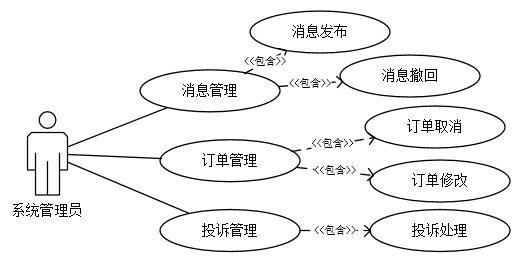 消息发布
<<包含>>
消息管理
<<包含>>
消息撤回
订单取消
<<包含>>
订单管理
<<包含>>
订单修改
系统管理员
投诉管理
<<包含>>
投诉处理